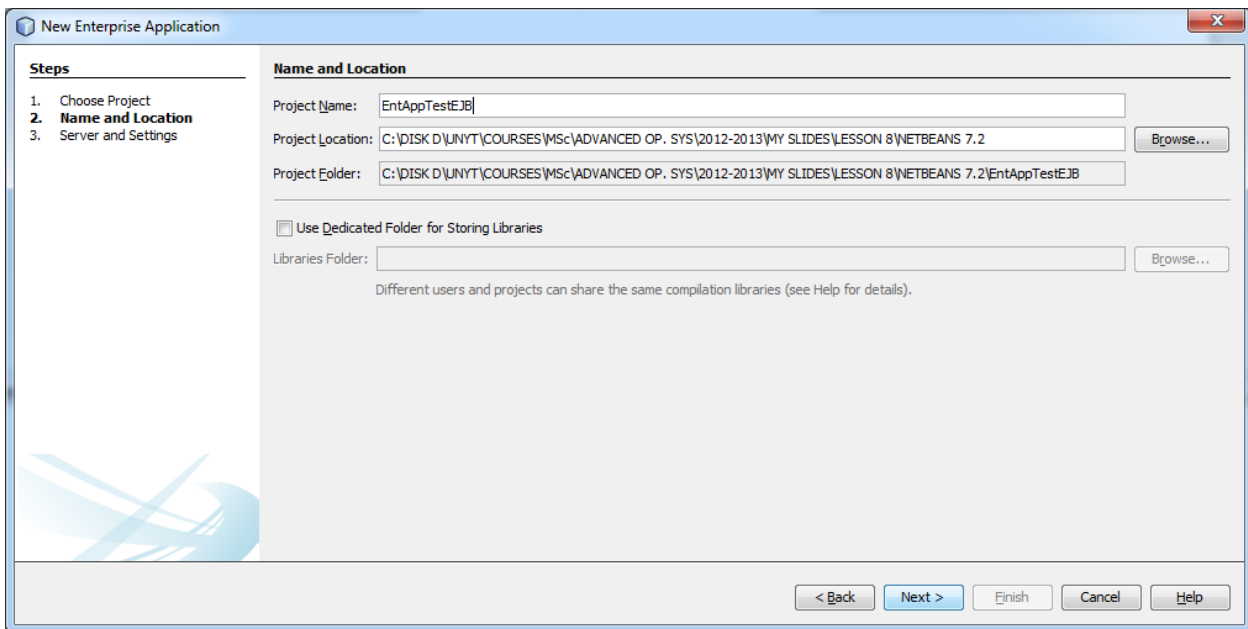 New Enterprise Application
Steps
1. Choose Project
2. Name and Location
3. Server and Settings
Name and Location
Project Name: EntAppTestEJB
Project Location: C:\DISK D\UNYT\COURSES\MSc\ADVANCED OP. SYS\2012-2013\MY SLIDES\LESSON 8\NETBEANS 7.2 Browse...
Project Folder: C:\DISK D\UNYT\COURSES\MSc\ADVANCED OP. SYS\2012-2013\MY SLIDES\LESSON 8\NETBEANS 7.2\EntAppTestEJB
Use Dedicated Folder for Storing Libraries
Libraries Folder: Browse...
Different users and projects can share the same compilation libraries (see Help for details).
< Back Next > Finish Cancel Help